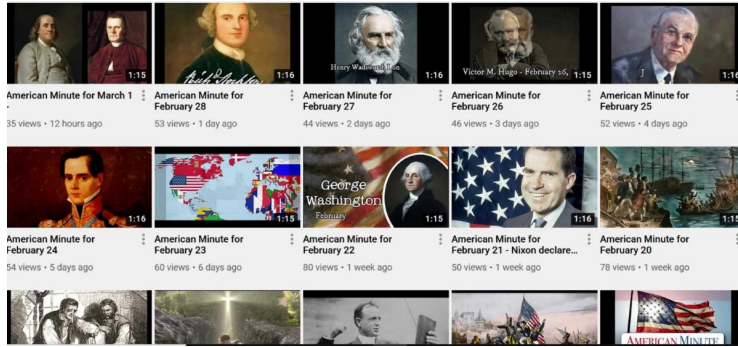 1:15
Richd Stockton
1:16
Henry Wadsworth Lon
1:16
Victor M. Hugo - February 26,
1:15
J
1:16
American Minute for March 1
-
35 views • 12 hours ago
American Minute for
February 28
53 views • 1 day ago
American Minute for
February 27
44 views • 2 days ago
American Minute for
February 26
46 views • 3 days ago
American Minute for
February 25
52 views • 4 days ago
1:16
1:15
George
Washington
February
1:15
1:16
1:15
American Minute for
February 24
54 views • 5 days ago
American Minute for
February 23
60 views • 6 days ago
American Minute for
February 22
80 views • 1 week ago
American Minute for
February 21 - Nixon declare...
50 views • 1 week ago
American Minute for
February 20
78 views • 1 week ago
AMERICAN MINUTE